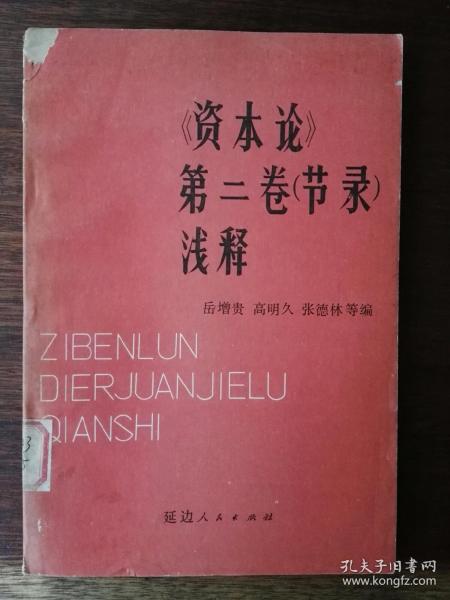 《资本论》
第二卷(节录)
浅释
岳增贵 高明久 张德林等编
ZIBENLUN
DIERJUANJIELU
QIANSHI
延边人民出版社
孔夫子旧书网
www.kongfz.com